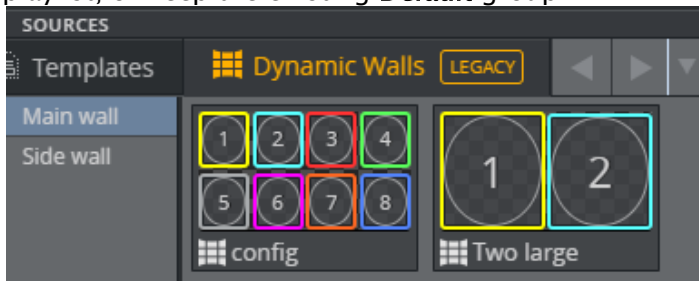 SOURCES
Templates
Dynamic Walls LEGACY
Main wall
Side wall
1 2 3 4
5 6 7 8
config
1 2
Two large